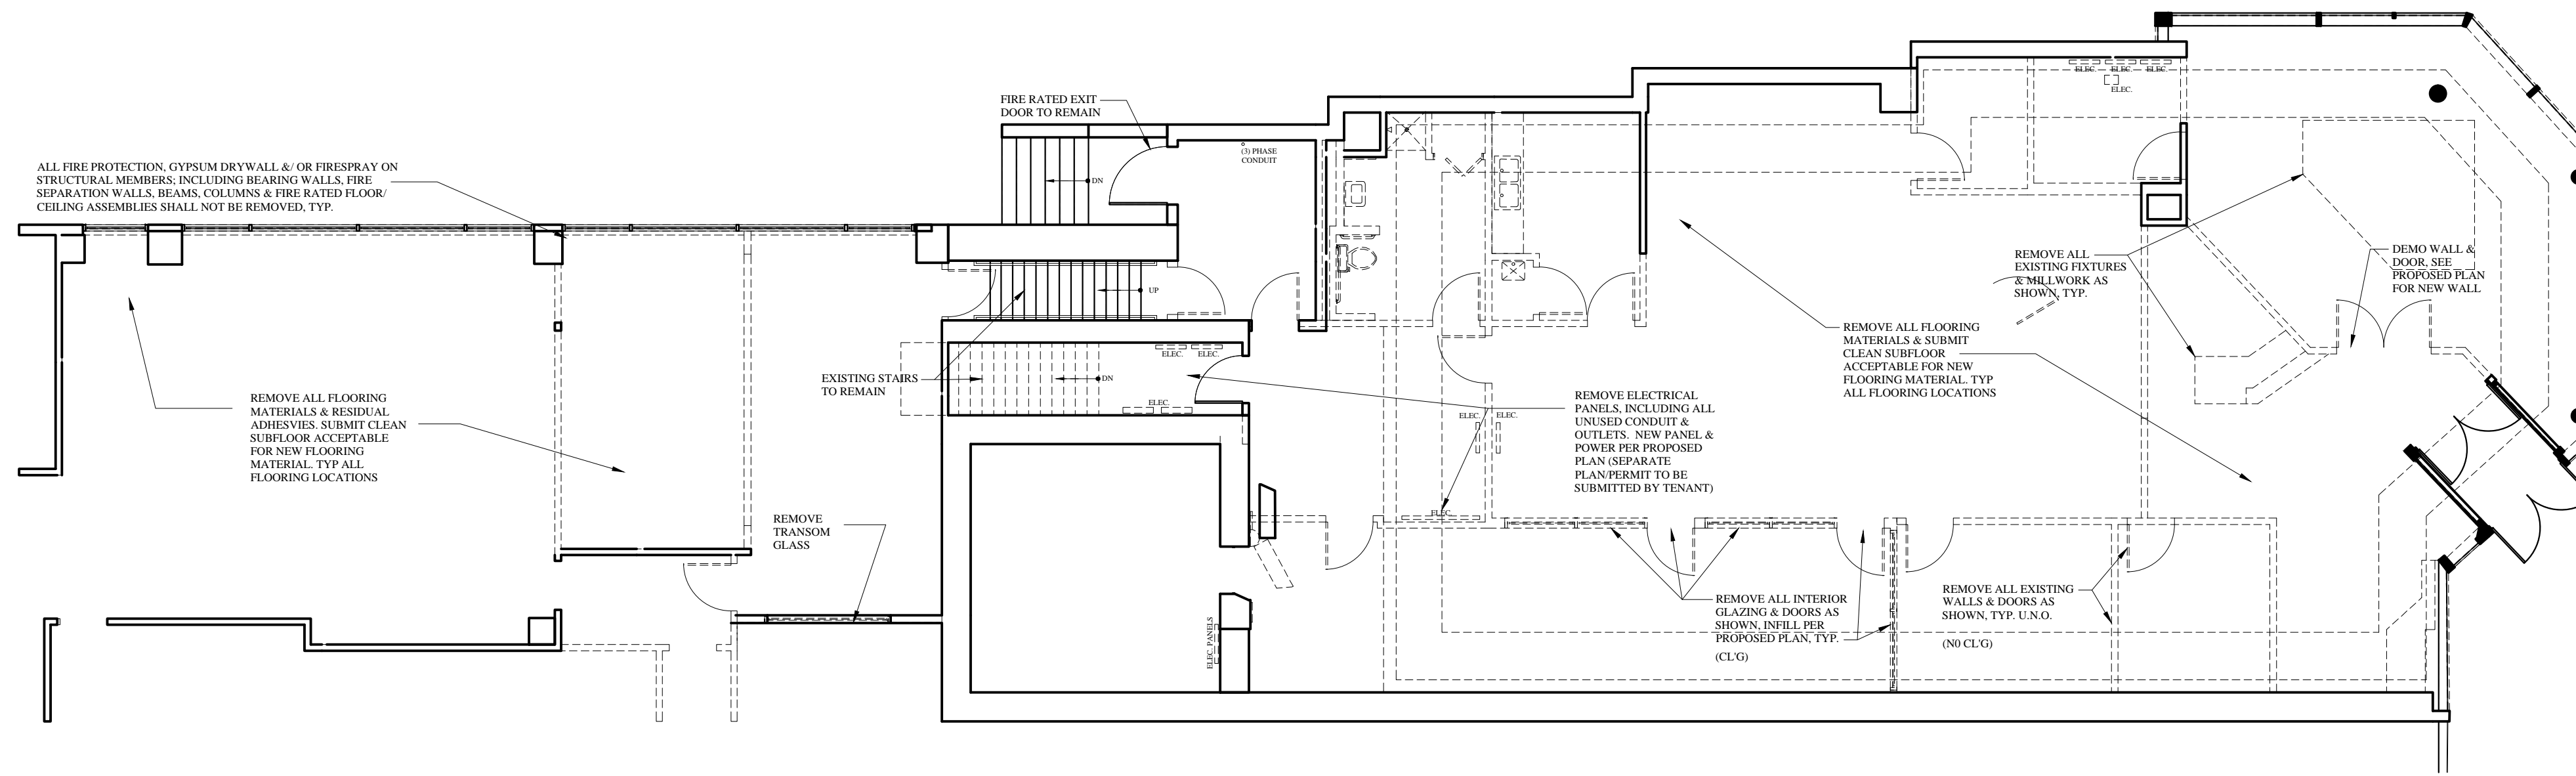 FIRE RATED EXIT
DOOR TO REMAIN
ALL FIRE PROTECTION, GYPSUM DRYWALL &/ OR FIRESPRAY ON
STRUCTURAL MEMBERS; INCLUDING BEARING WALLS, FIRE
SEPARATION WALLS, BEAMS, COLUMNS & FIRE RATED FLOOR/
CEILING ASSEMBLIES SHALL NOT BE REMOVED, TYP.
(3) PHASE
CONDUIT
DN
UP
DN
ELEC.
ELEC.
ELEC.
ELEC.
ELEC.
ELEC.
ELEC.
REMOVE ALL
EXISTING FIXTURES
& MILLWORK AS
SHOWN, TYP.
DEMO WALL &
DOOR, SEE
PROPOSED PLAN
FOR NEW WALL
REMOVE ALL FLOORING
MATERIALS & SUBMIT
CLEAN SUBFLOOR
ACCEPTABLE FOR NEW
FLOORING MATERIAL. TYP
ALL FLOORING LOCATIONS
EXISTING STAIRS
TO REMAIN
REMOVE ALL FLOORING
MATERIALS & RESIDUAL
ADHESVIES. SUBMIT CLEAN
SUBFLOOR ACCEPTABLE
FOR NEW FLOORING
MATERIAL. TYP ALL
FLOORING LOCATIONS
REMOVE ELECTRICAL
PANELS, INCLUDING ALL
UNUSED CONDUIT &
OUTLETS. NEW PANEL &
POWER PER PROPOSED
PLAN (SEPARATE
PLAN/PERMIT TO BE
SUBMITTED BY TENANT)
ELEC.
ELEC.
ELEC.
REMOVE
TRANSOM
GLASS
ELEC. PANELS
REMOVE ALL INTERIOR
GLAZING & DOORS AS
SHOWN, INFILL PER
PROPOSED PLAN, TYP.
(CL'G)
REMOVE ALL EXISTING
WALLS & DOORS AS
SHOWN, TYP. U.N.O.
(N0 CL'G)